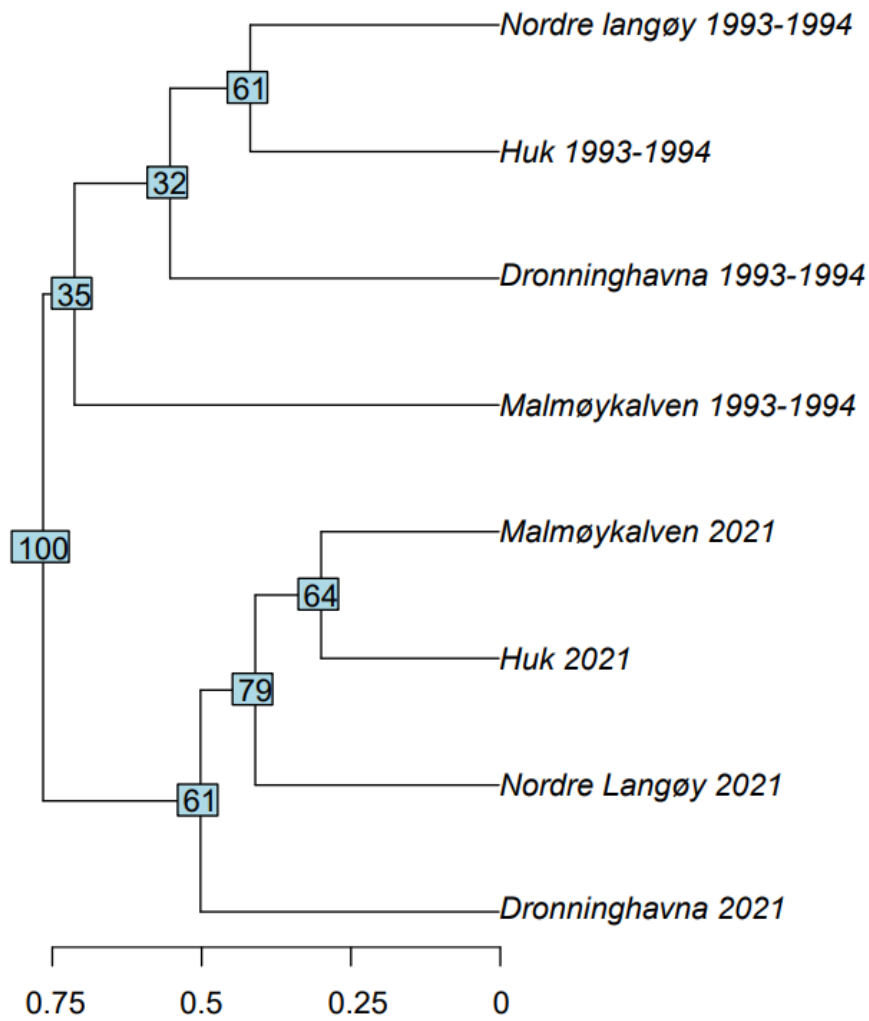 Nordre langøy 1993-1994
61
Huk 1993-1994
32
Dronninghavna 1993-1994
35
Malmøykalven 1993-1994
Malmøykalven 2021
100
64
Huk 2021
79
Nordre Langøy 2021
61
Dronninghavna 2021
0.75 0.5 0.25 0